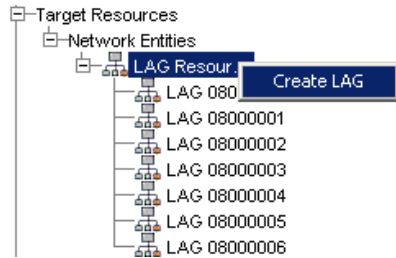 Target Resources
Network Entities
LAG Resour...
Create LAG
LAG 080
LAG 08000001
LAG 08000002
LAG 08000003
LAG 08000004
LAG 08000005
LAG 08000006